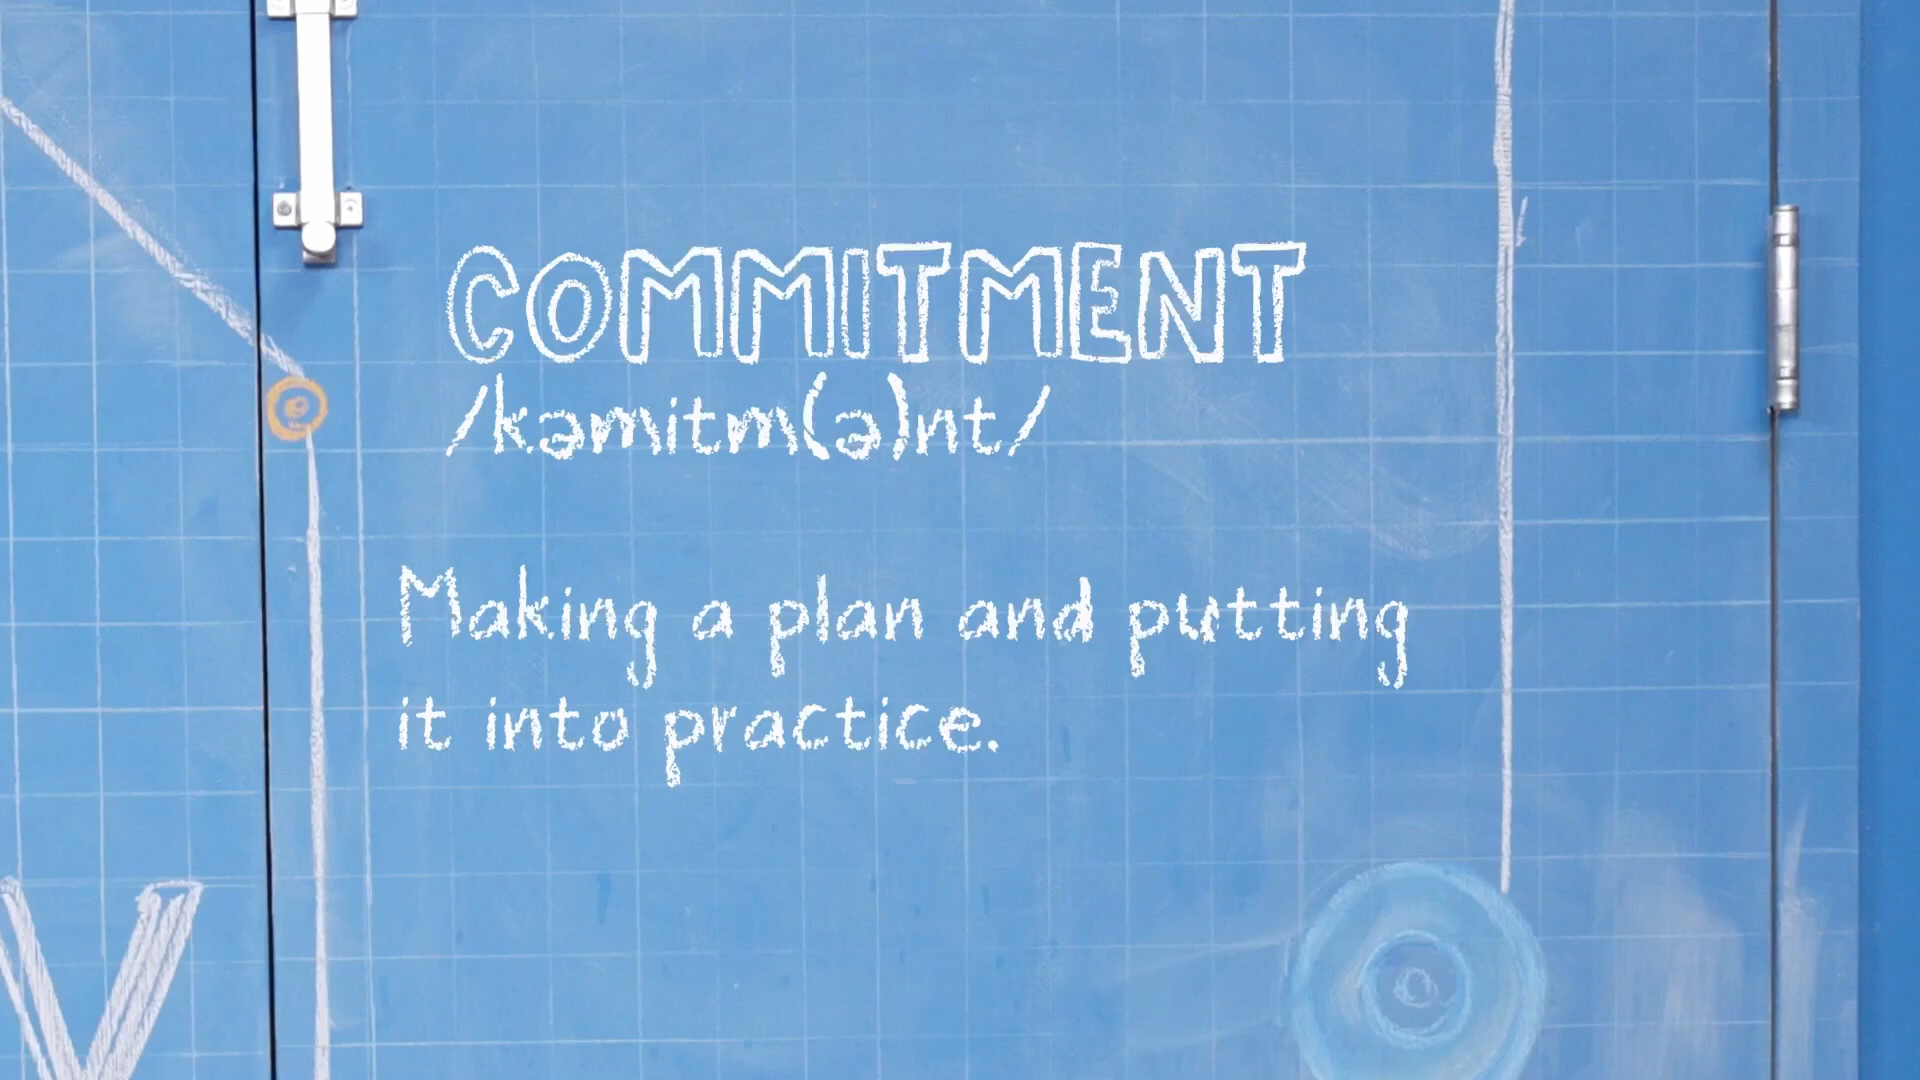 COMMITMENT
/kəmitm(ə)nt/
Making a plan and putting
it into practice.